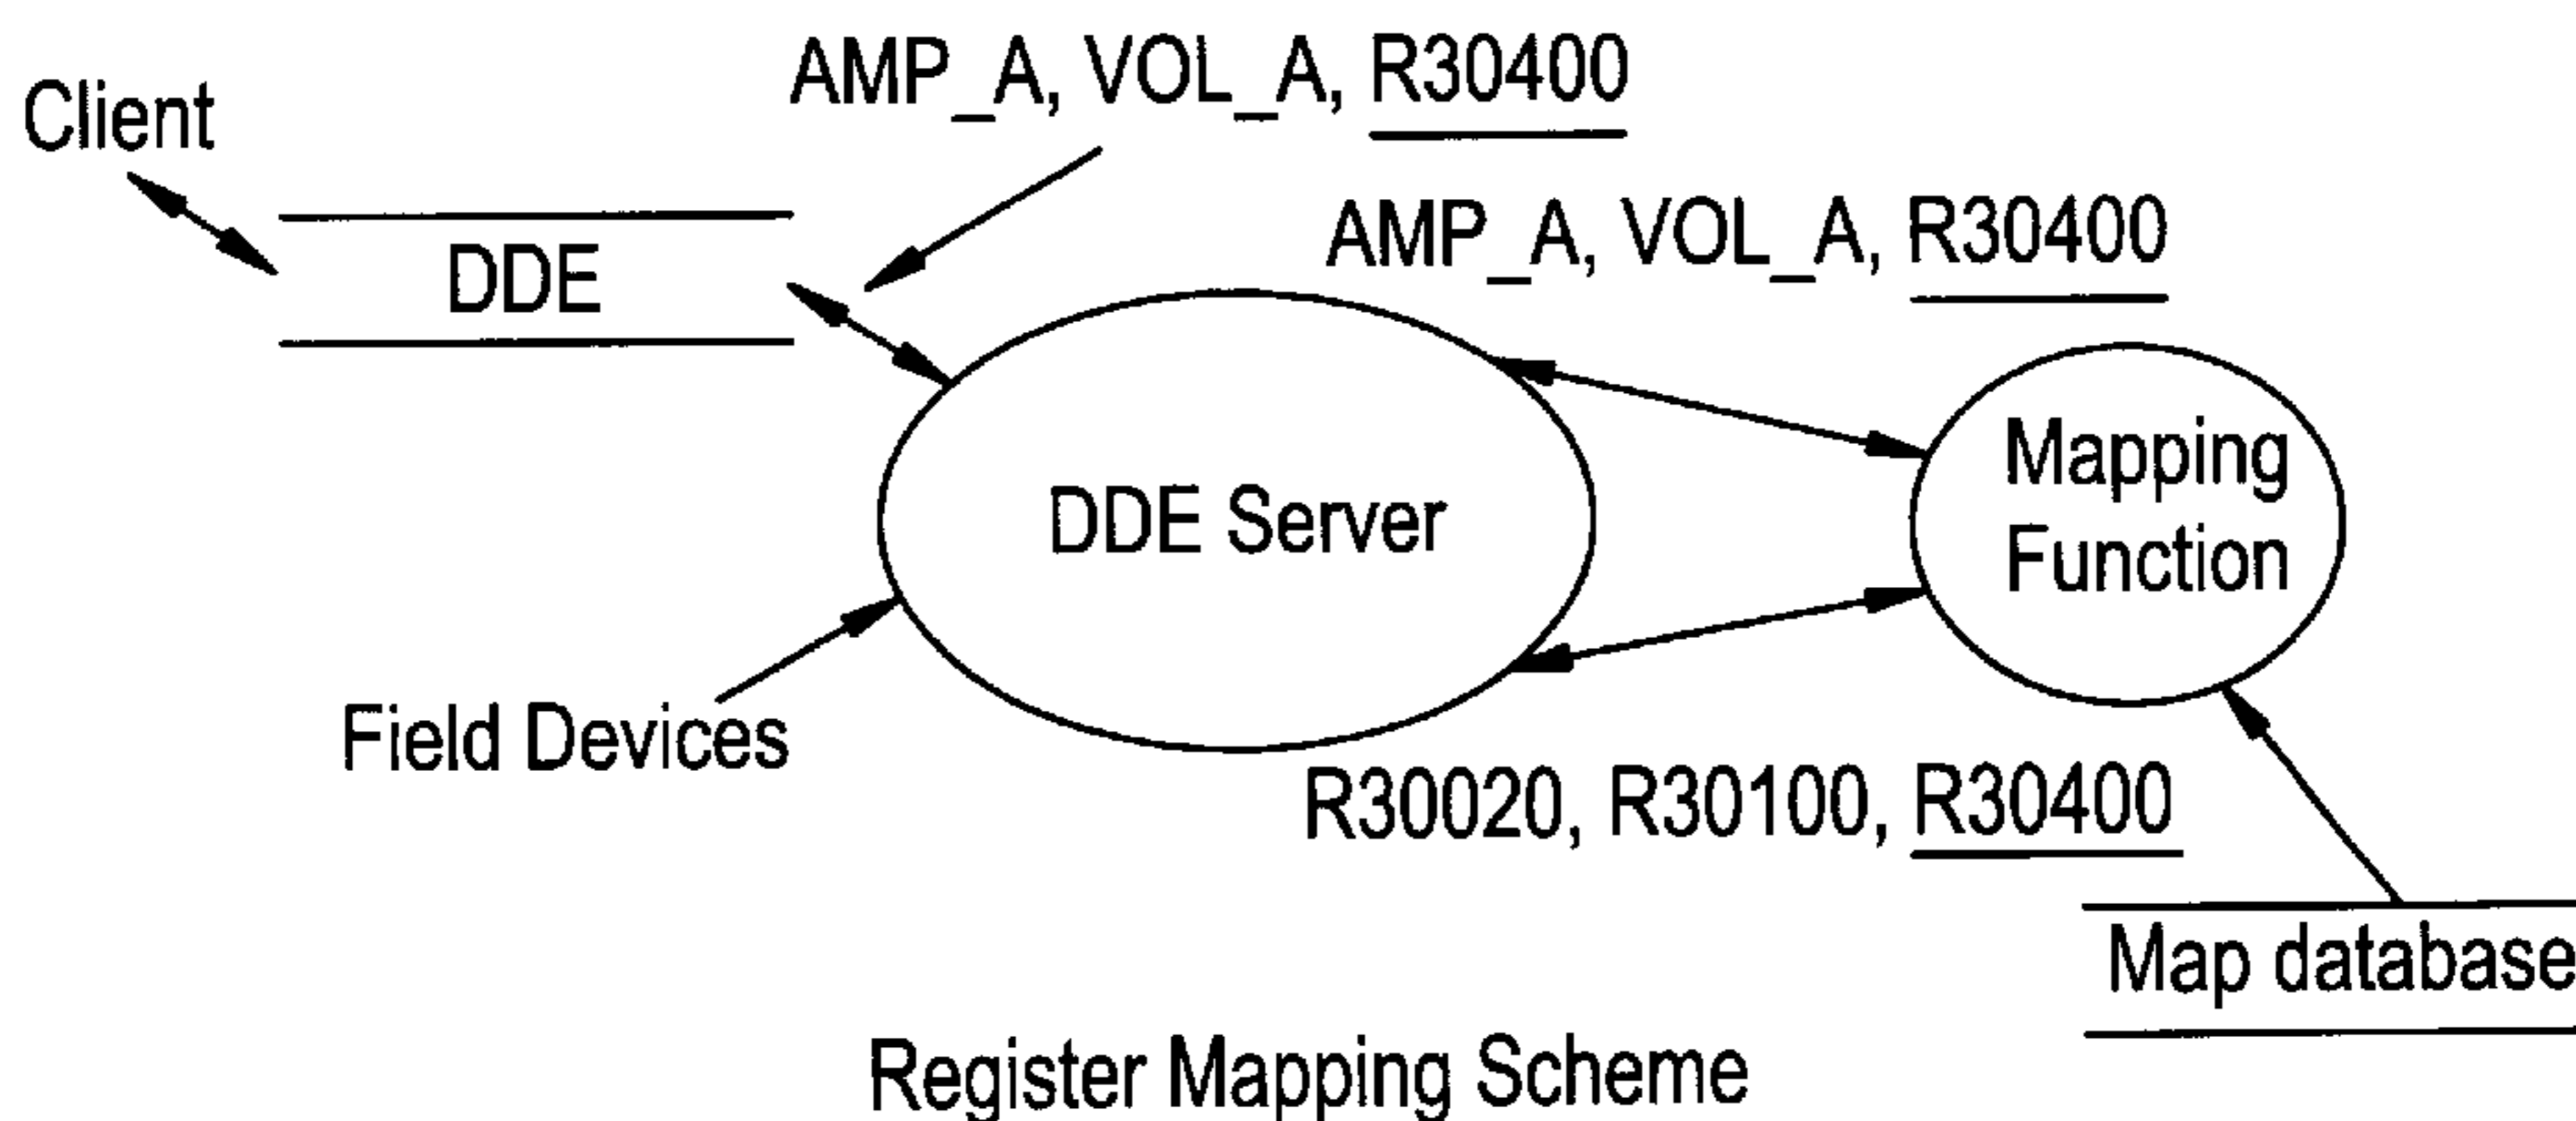 AMP_A, VOL_A, R30400
Client
AMP_A, VOL_A, R30400
DDE
Mapping
Function
DDE Server
Field Devices
R30020, R30100, R30400
Map database
Register Mapping Scheme